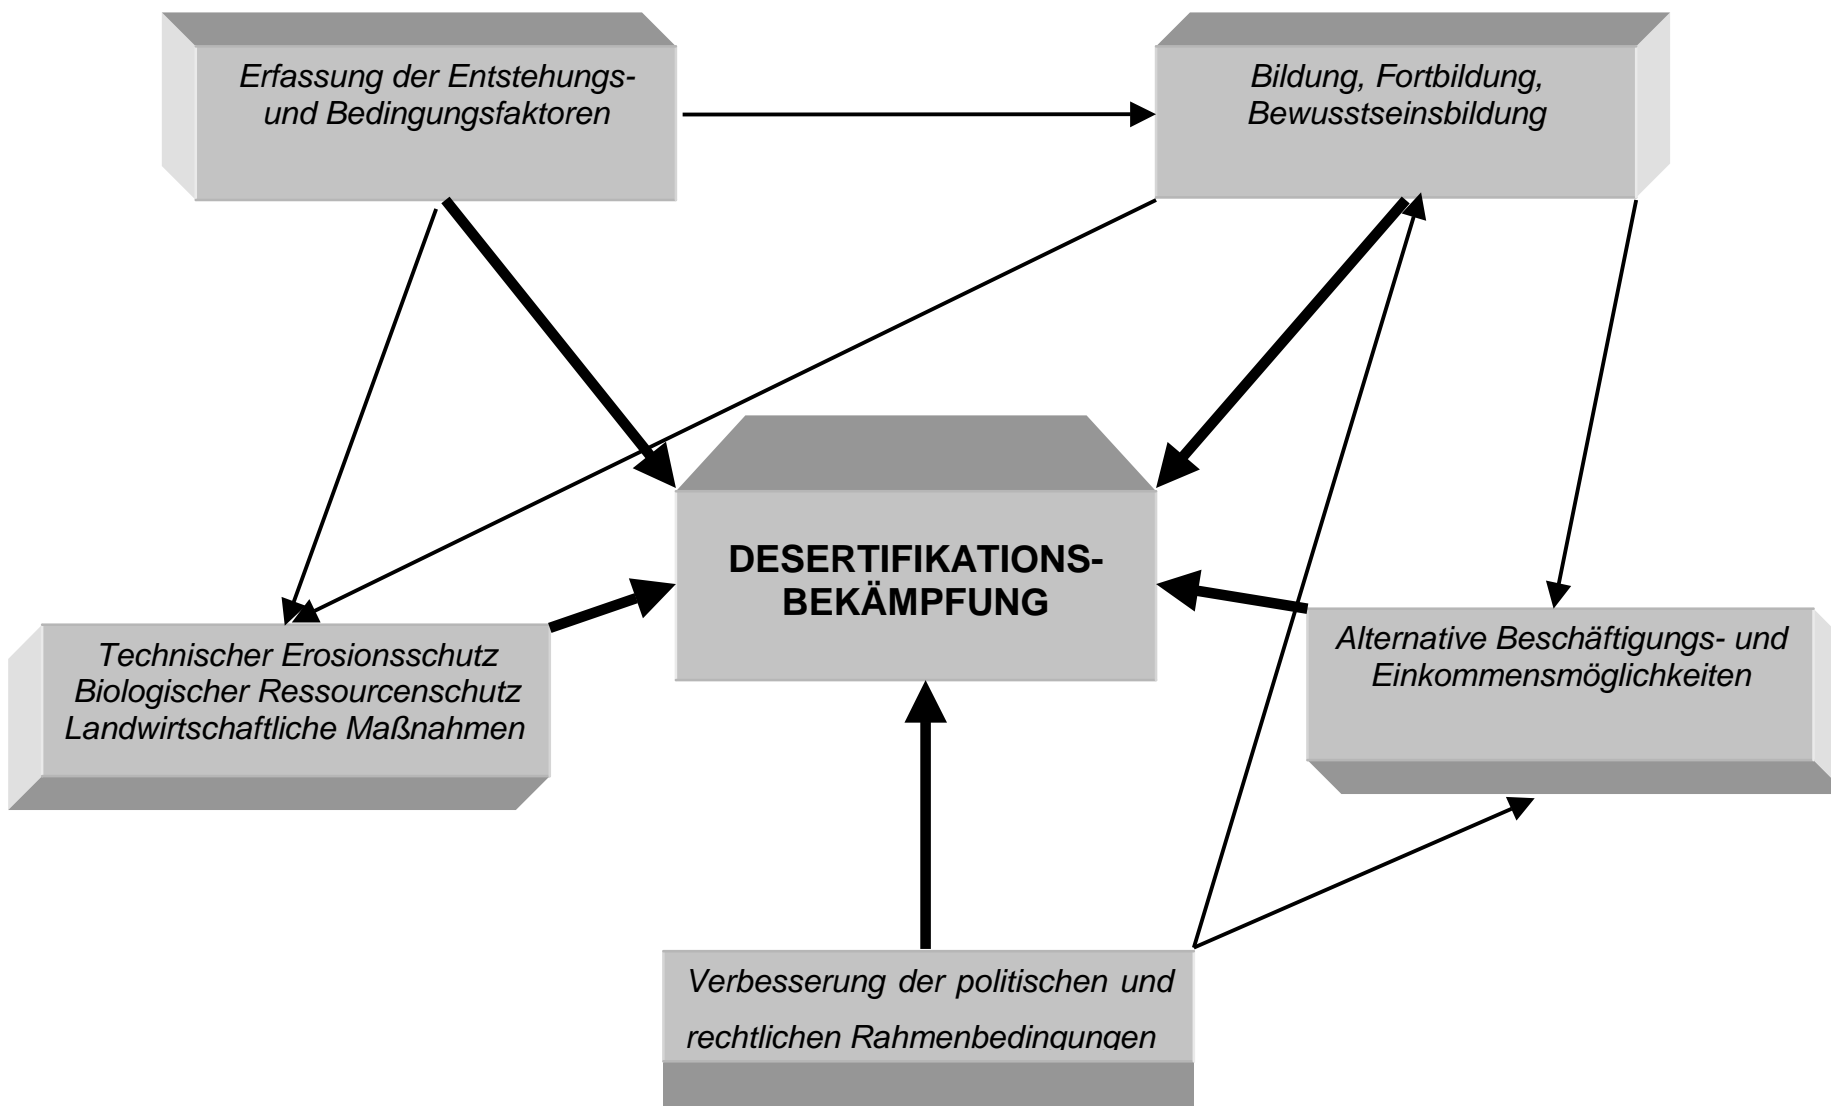 Erfassung der Entstehungs-
und Bedingungsfaktoren
Bildung, Fortbildung,
Bewusstseinsbildung
DESERTIFIKATIONS-
BEKÄMPFUNG
Technischer Erosionsschutz
Biologischer Ressourcenschutz
Landwirtschaftliche Maßnahmen
Alternative Beschäftigungs- und
Einkommensmöglichkeiten
Verbesserung der politischen und
rechtlichen Rahmenbedingungen